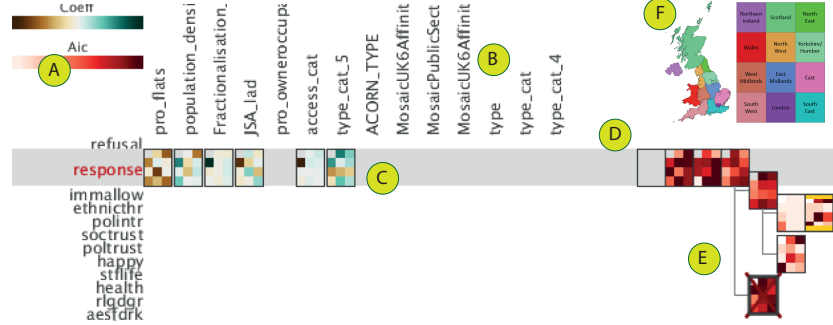 Coeff
Aic
A
pro_flats
population_densi
Fractionalisation_
JSA_lad
pro_owneroccupa
access_cat
type_cat_5
ACORN_TYPE
MosaicUK6Affinit
MosaicPublicSect
MosaicUK6Affinit
type
type_cat
type_cat_4
B
F
Northern Ireland
Scotland
North East
Wales
North West
Yorkshire/ Humber
West Midlands
East Midlands
East
South West
London
South East
D
C
E
refusal
response
immallow
ethnicthr
polintr
soctrust
poltrust
happy
stflife
health
rlgdgr
aesfdrk